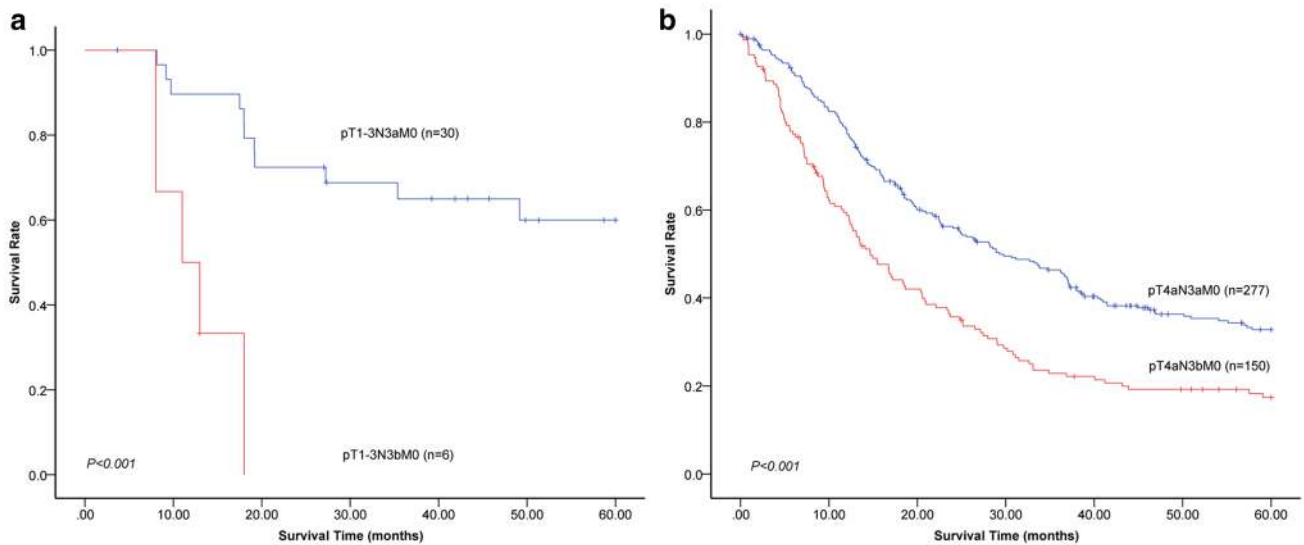 a
1.0
0.8
0.6
0.4
0.2
0.0
Survival Rate
pT1-3N3aM0 (n=30)
pT1-3N3bM0 (n=6)
P<0.001
.00 10.00 20.00 30.00 40.00 50.00 60.00
Survival Time (months)
b
1.0
0.8
0.6
0.4
0.2
0.0
Survival Rate
pT4aN3aM0 (n=277)
pT4aN3bM0 (n=150)
P<0.001
.00 10.00 20.00 30.00 40.00 50.00 60.00
Survival Time (months)